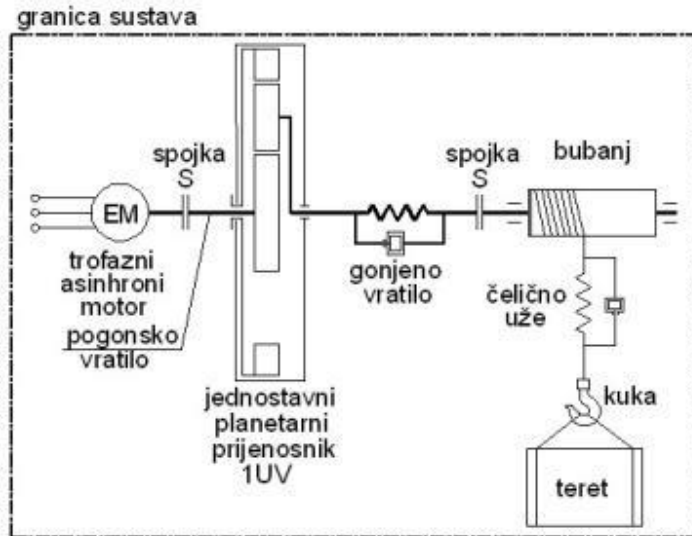 granica sustava
spojka
S
EM
trofazni
asinhroni
motor
pogonsko
vratilo
jednostavni
planetarni
prijenosnik
1UV
gonjeno
vratilo
spojka
S
bubanj
čelično
uže
kuka
teret